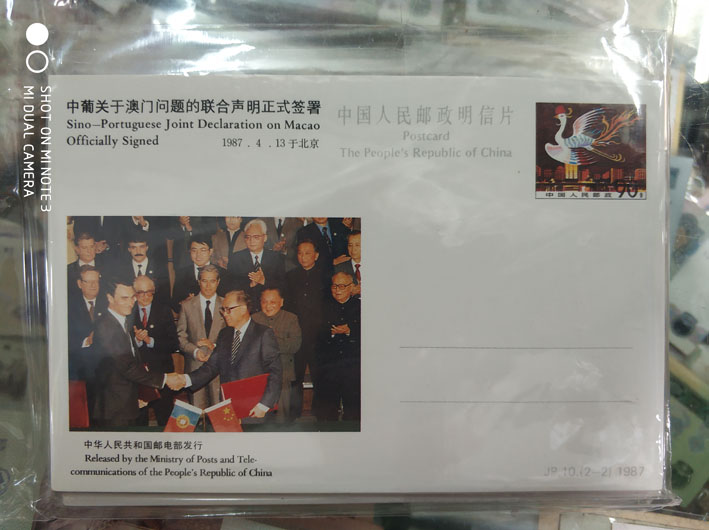 中葡关于澳门问题的联合声明正式签署
Sino-Portuguese Joint Declaration on Macao
Officially Signed 1987.4.13于北京
中国人民邮政明信片
Postcard
The People's Republic of China
中国人民邮政
中华人民共和国邮电部发行
Released by the Ministry of Posts and Tele-
communications of the People's Republic of China
JP 10.(2-2) 1987
SHOT ON MI NOTE 3
MI DUAL CAMERA